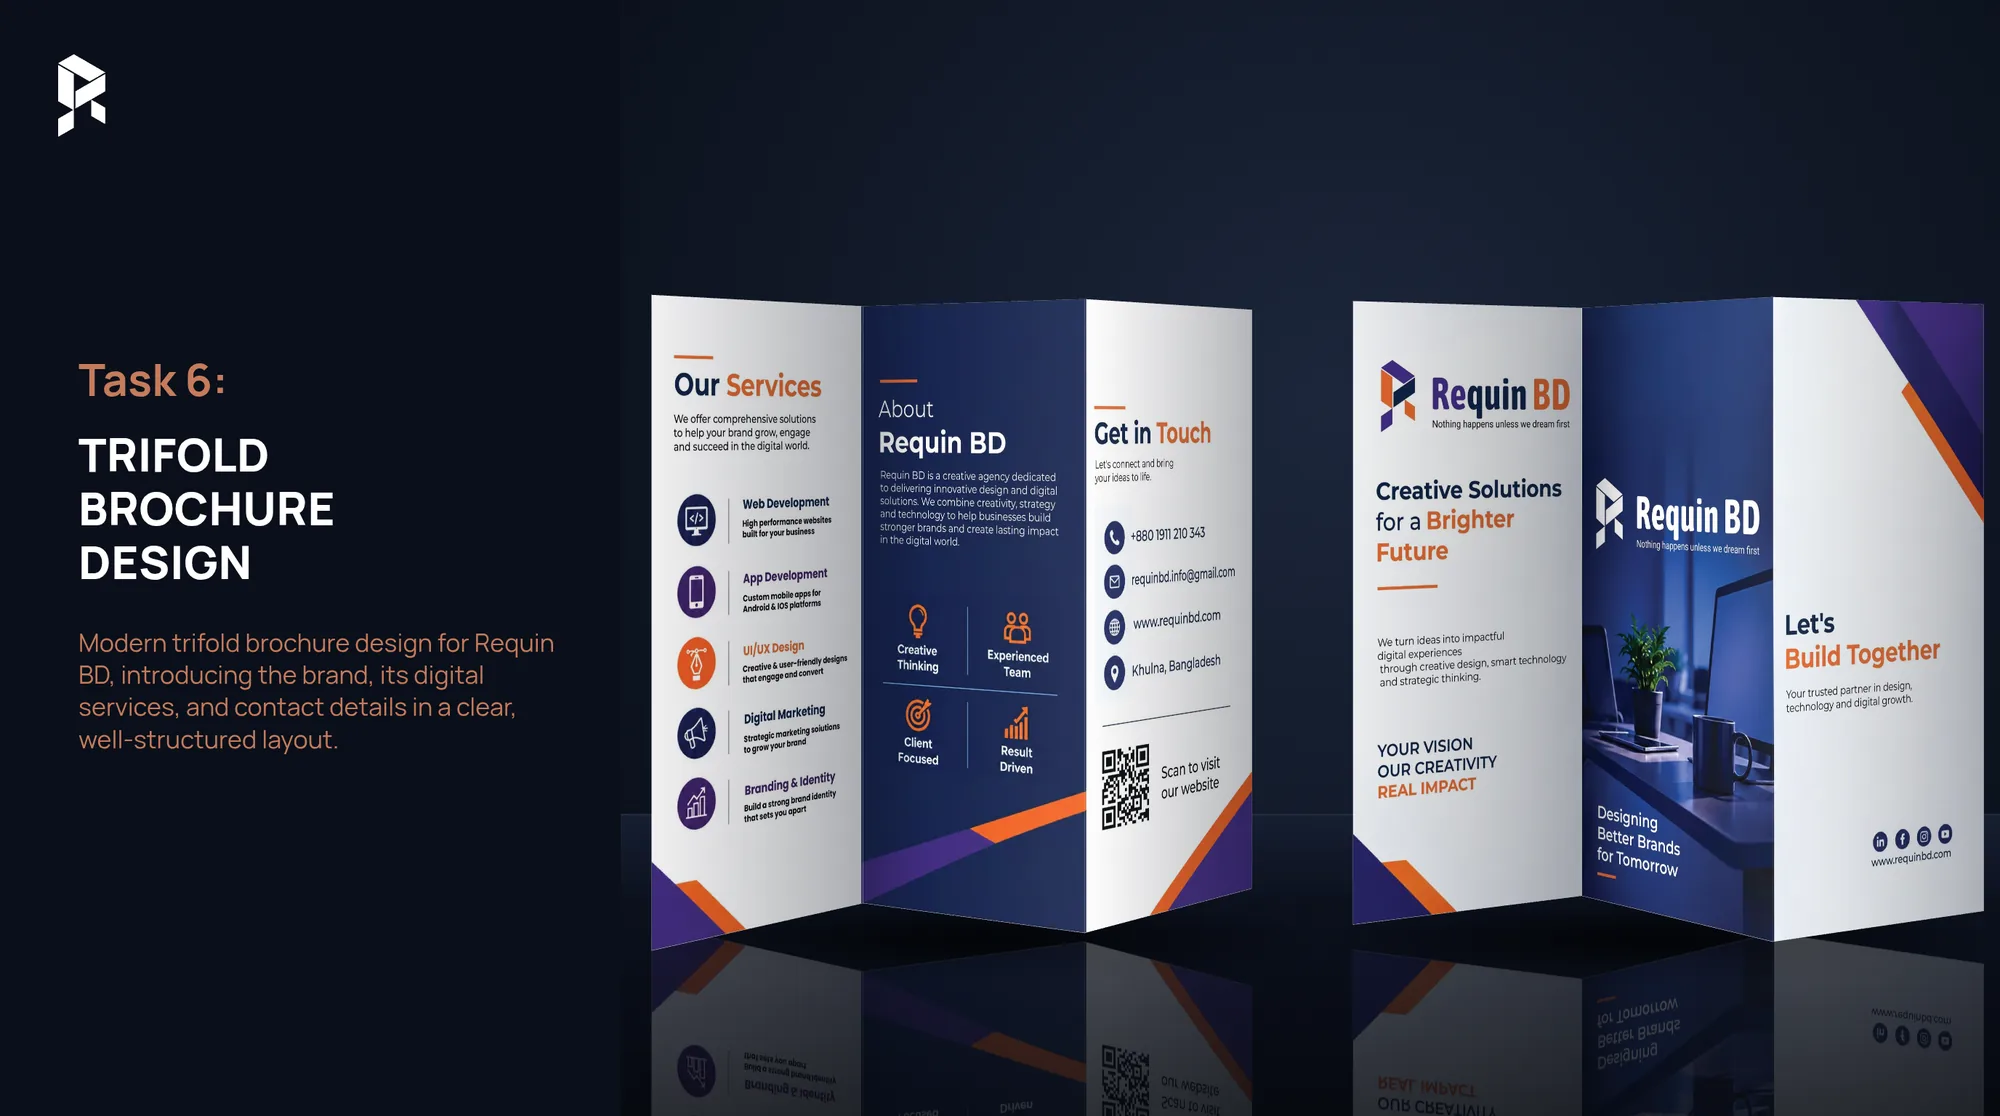 Task 6:
TRIFOLD
BROCHURE
DESIGN
Modern trifold brochure design for Requin
BD, introducing the brand, its digital
services, and contact details in a clear,
well-structured layout.
Our Services
We offer comprehensive solutions
to help your brand grow, engage
and succeed in the digital world.
Web Development
High performance websites
built for your business
App Development
Custom mobile apps for
Android & IOS platforms
UI/UX Design
Creative & user-friendly designs
that engage and convert
Digital Marketing
Strategic marketing solutions
to grow your brand
Branding & Identity
Build a strong brand identity
that sets you apart
About
Requin BD
Requin BD is a creative agency dedicated
to delivering innovative design and digital
solutions. We combine creativity, strategy
and technology to help businesses build
stronger brands and create lasting impact
in the digital world.
Creative
Thinking
Experienced
Team
Client
Focused
Result
Driven
Get in Touch
Let's connect and bring
your ideas to life.
+880 1911 210 343
requinbd.info@gmail.com
www.requinbd.com
Khulna, Bangladesh
Scan to visit
our website
Requin BD
Nothing happens unless we dream first
Creative Solutions
for a Brighter
Future
We turn ideas into impactful
digital experiences
through creative design, smart technology
and strategic thinking.
YOUR VISION
OUR CREATIVITY
REAL IMPACT
Requin BD
Nothing happens unless we dream first
Designing
Better Brands
for Tomorrow
Let's
Build Together
Your trusted partner in design,
technology and digital growth.
www.requinbd.com